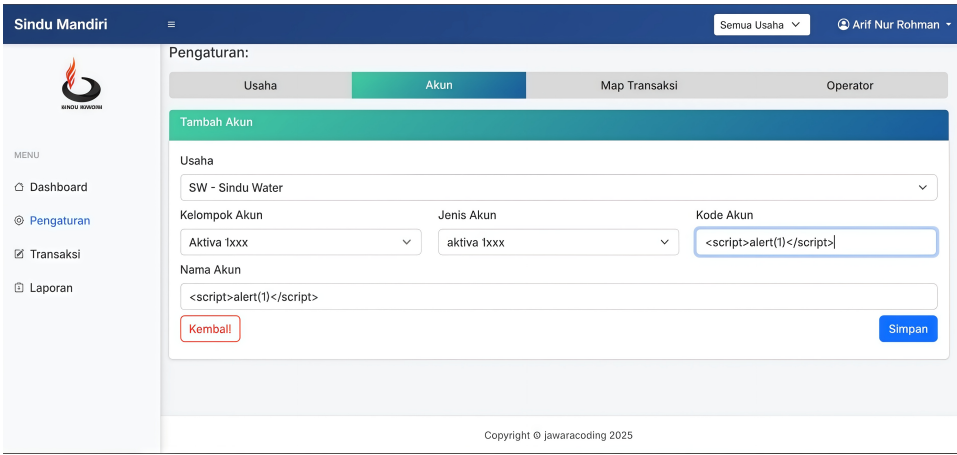 Sindu Mandiri
Semua Usaha
Arif Nur Rohman
Pengaturan:
Usaha
Akun
Map Transaksi
Operator
Tambah Akun
MENU
Dashboard
Pengaturan
Transaksi
Laporan
Usaha
SW - Sindu Water
Kelompok Akun
Jenis Akun
Kode Akun
Aktiva 1xxx
aktiva 1xxx
<script>alert(1)</script>
Nama Akun
<script>alert(1)</script>
Kembali
Simpan
Copyright © jawaracoding 2025